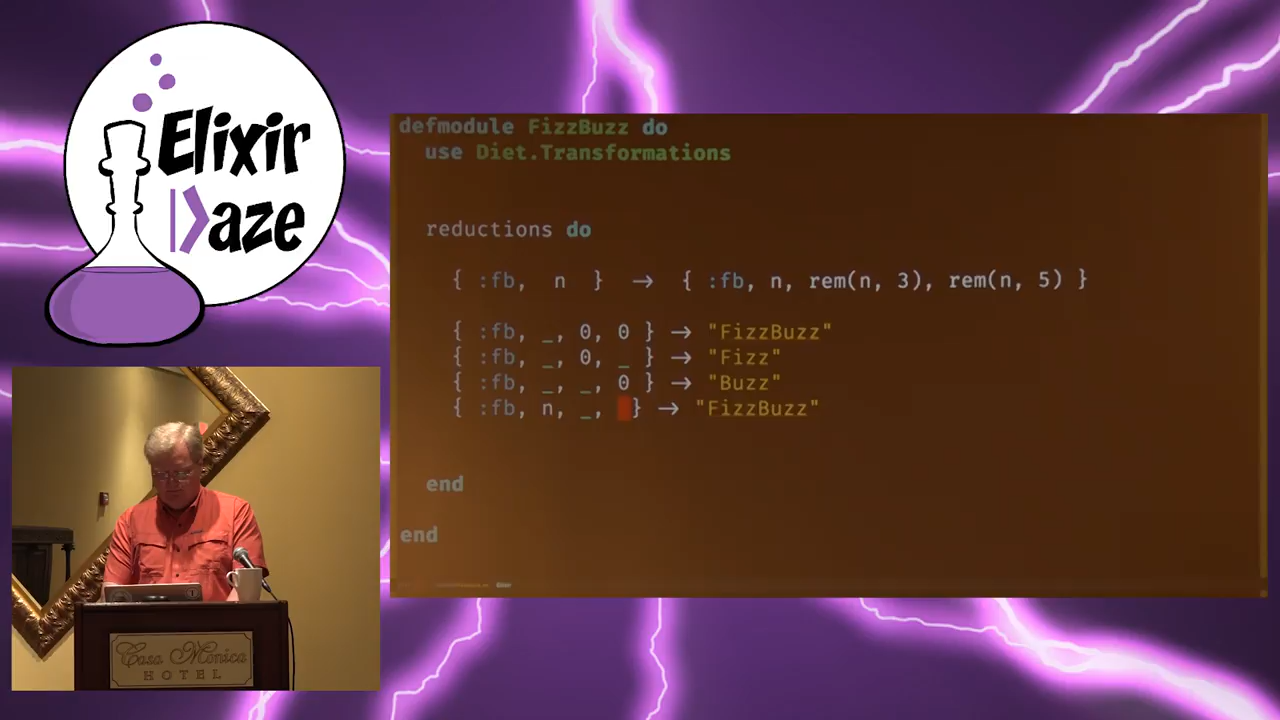 Elixir
Daze
defmodule FizzBuzz do
use Diet.Transformations
reductions do
{ :fb, n } → { :fb, n, rem(n, 3), rem(n, 5) }
{ :fb, _, 0, 0 } → "FizzBuzz"
{ :fb, _, 0, _ } → "Fizz"
{ :fb, _, _, 0 } → "Buzz"
{ :fb, n, _, } → "FizzBuzz"
end
end
Casa Monica
HOTEL